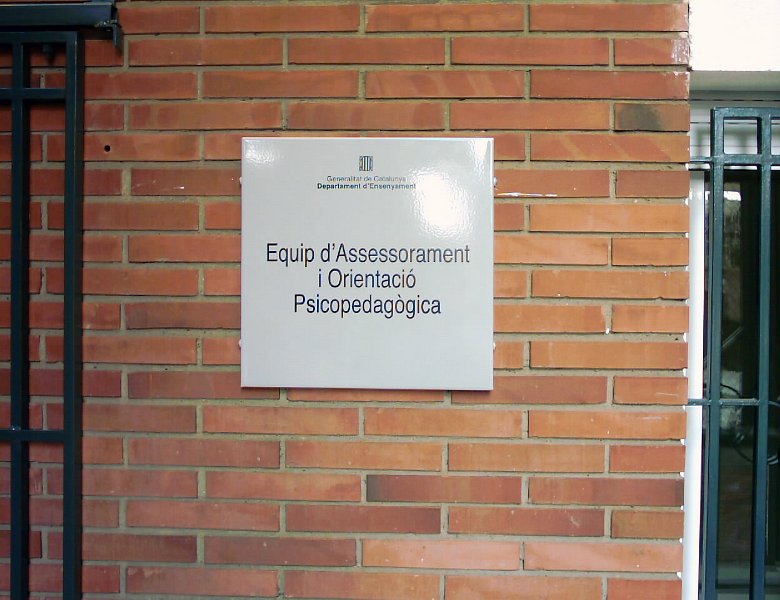 Generalitat de Catalunya
Departament d'Ensenyament
Equip d'Assessorament
i Orientació
Psicopedagògica